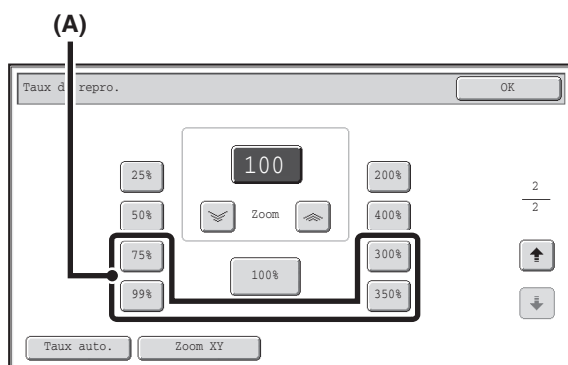 (A)
Taux de repro.
OK
100
25%
200%
2
2
50%
Zoom
400%
75%
300%
100%
99%
350%
Taux auto.
Zoom XY